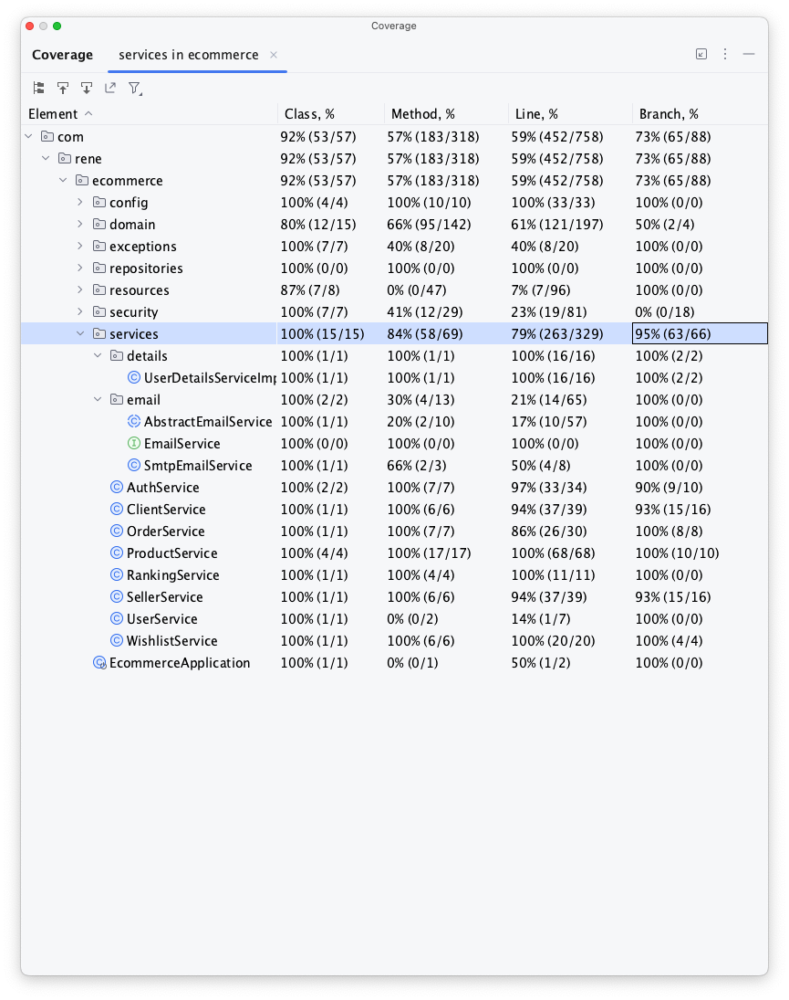 Coverage
Coverage services in ecommerce
Element Class, % Method, % Line, % Branch, %
com 92% (53/57) 57% (183/318) 59% (452/758) 73% (65/88)
rene 92% (53/57) 57% (183/318) 59% (452/758) 73% (65/88)
ecommerce 92% (53/57) 57% (183/318) 59% (452/758) 73% (65/88)
config 100% (4/4) 100% (10/10) 100% (33/33) 100% (0/0)
domain 80% (12/15) 66% (95/142) 61% (121/197) 50% (2/4)
exceptions 100% (7/7) 40% (8/20) 40% (8/20) 100% (0/0)
repositories 100% (0/0) 100% (0/0) 100% (0/0) 100% (0/0)
resources 87% (7/8) 0% (0/47) 7% (7/96) 100% (0/0)
security 100% (7/7) 41% (12/29) 23% (19/81) 0% (0/18)
services 100% (15/15) 84% (58/69) 79% (263/329) 95% (63/66)
details 100% (1/1) 100% (1/1) 100% (16/16) 100% (2/2)
UserDetailsServiceImp 100% (1/1) 100% (1/1) 100% (16/16) 100% (2/2)
email 100% (2/2) 30% (4/13) 21% (14/65) 100% (0/0)
AbstractEmailService 100% (1/1) 20% (2/10) 17% (10/57) 100% (0/0)
EmailService 100% (0/0) 100% (0/0) 100% (0/0) 100% (0/0)
SmtpEmailService 100% (1/1) 66% (2/3) 50% (4/8) 100% (0/0)
AuthService 100% (2/2) 100% (7/7) 97% (33/34) 90% (9/10)
ClientService 100% (1/1) 100% (6/6) 94% (37/39) 93% (15/16)
OrderService 100% (1/1) 100% (7/7) 86% (26/30) 100% (8/8)
ProductService 100% (4/4) 100% (17/17) 100% (68/68) 100% (10/10)
RankingService 100% (1/1) 100% (4/4) 100% (11/11) 100% (0/0)
SellerService 100% (1/1) 100% (6/6) 94% (37/39) 93% (15/16)
UserService 100% (1/1) 0% (0/2) 14% (1/7) 100% (0/0)
WishlistService 100% (1/1) 100% (6/6) 100% (20/20) 100% (4/4)
EcommerceApplication 100% (1/1) 0% (0/1) 50% (1/2) 100% (0/0)